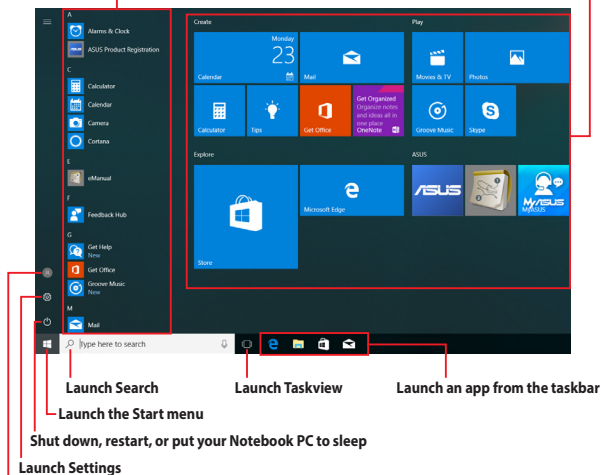 A
Alarms & Clock
ASUS Product Registration
C
Calculator
Calendar
Camera
Cortana
E
eManual
F
Feedback Hub
G
Get Help
New
Get Office
Groove Music
New
M
Mail
Create
Monday
23
Calendar
Mail
Calculator
Tips
Get Office
Get Organized
Organize notes
and ideas all in
one place
OneNote
Play
Movies & TV
Photos
Groove Music
Skype
Explore
Store
Microsoft Edge
ASUS
ASUS
MyASUS
MyASUS
Type here to search
Launch Search
Launch Taskview
Launch an app from the taskbar
Launch the Start menu
Shut down, restart, or put your Notebook PC to sleep
Launch Settings